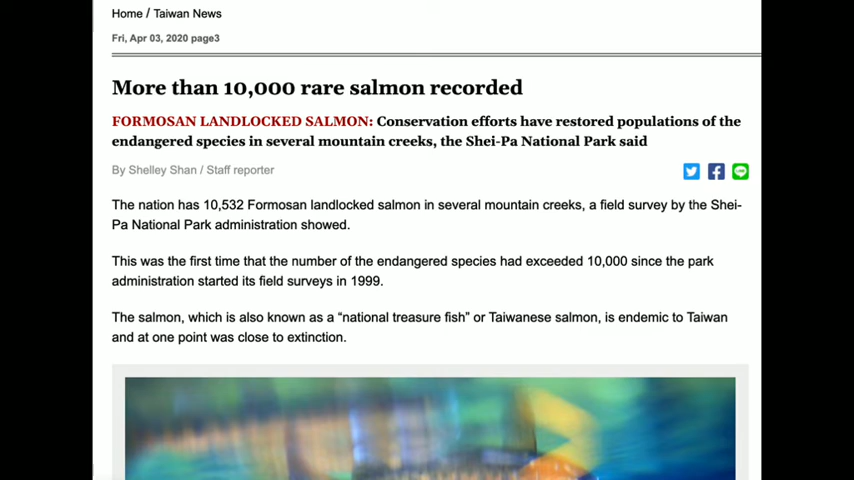 Home / Taiwan News
Fri, Apr 03, 2020 page3
More than 10,000 rare salmon recorded
FORMOSAN LANDLOCKED SALMON: Conservation efforts have restored populations of the
endangered species in several mountain creeks, the Shei-Pa National Park said
By Shelley Shan / Staff reporter
The nation has 10,532 Formosan landlocked salmon in several mountain creeks, a field survey by the Shei-
Pa National Park administration showed.
This was the first time that the number of the endangered species had exceeded 10,000 since the park
administration started its field surveys in 1999.
The salmon, which is also known as a “national treasure fish” or Taiwanese salmon, is endemic to Taiwan
and at one point was close to extinction.